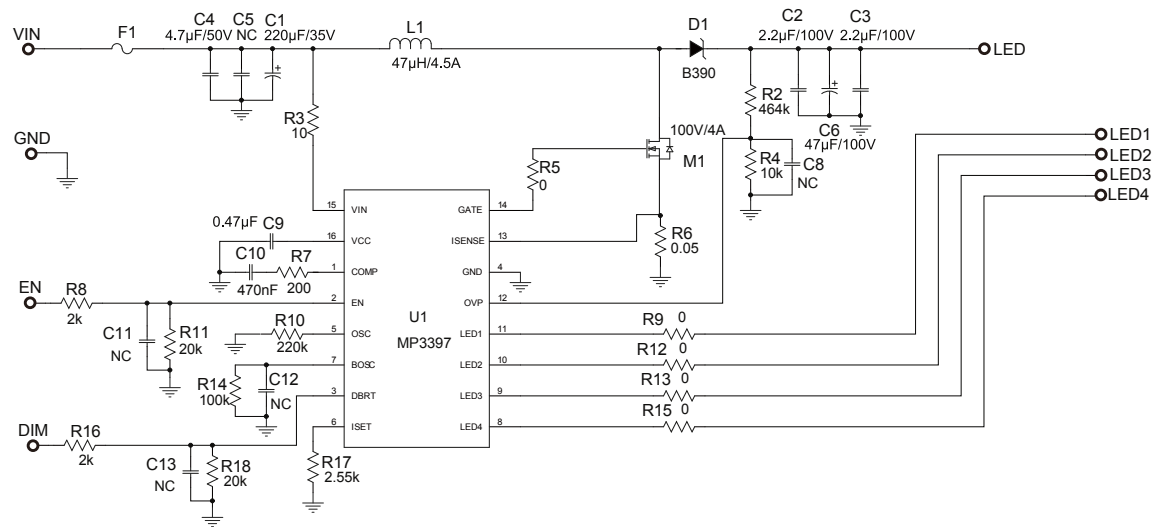 VIN
F1
C4
4.7μF/50V
C5
NC
C1
220μF/35V
+
L1
47μH/4.5A
D1
B390
C2
2.2μF/100V
C3
2.2μF/100V
LED
R3
10
R2
464k
+
C6
47μF/100V
GND
100V/4A
M1
R5
0
R4
10k
C8
NC
LED1
LED2
LED3
LED4
15
VIN
GATE
14
0.47μF
C9
16
VCC
ISENSE
13
R6
0.05
C10
470nF
R7
200
1
COMP
GND
4
EN
R8
2k
2
EN
OVP
12
C11
NC
R11
20k
R10
220k
5
OSC
U1
MP3397
LED1
11
R9
0
7
BOSC
LED2
10
R12
0
R14
100k
C12
NC
3
DBRT
LED3
9
R13
0
6
ISET
LED4
8
R15
0
DIM
R16
2k
C13
NC
R18
20k
R17
2.55k